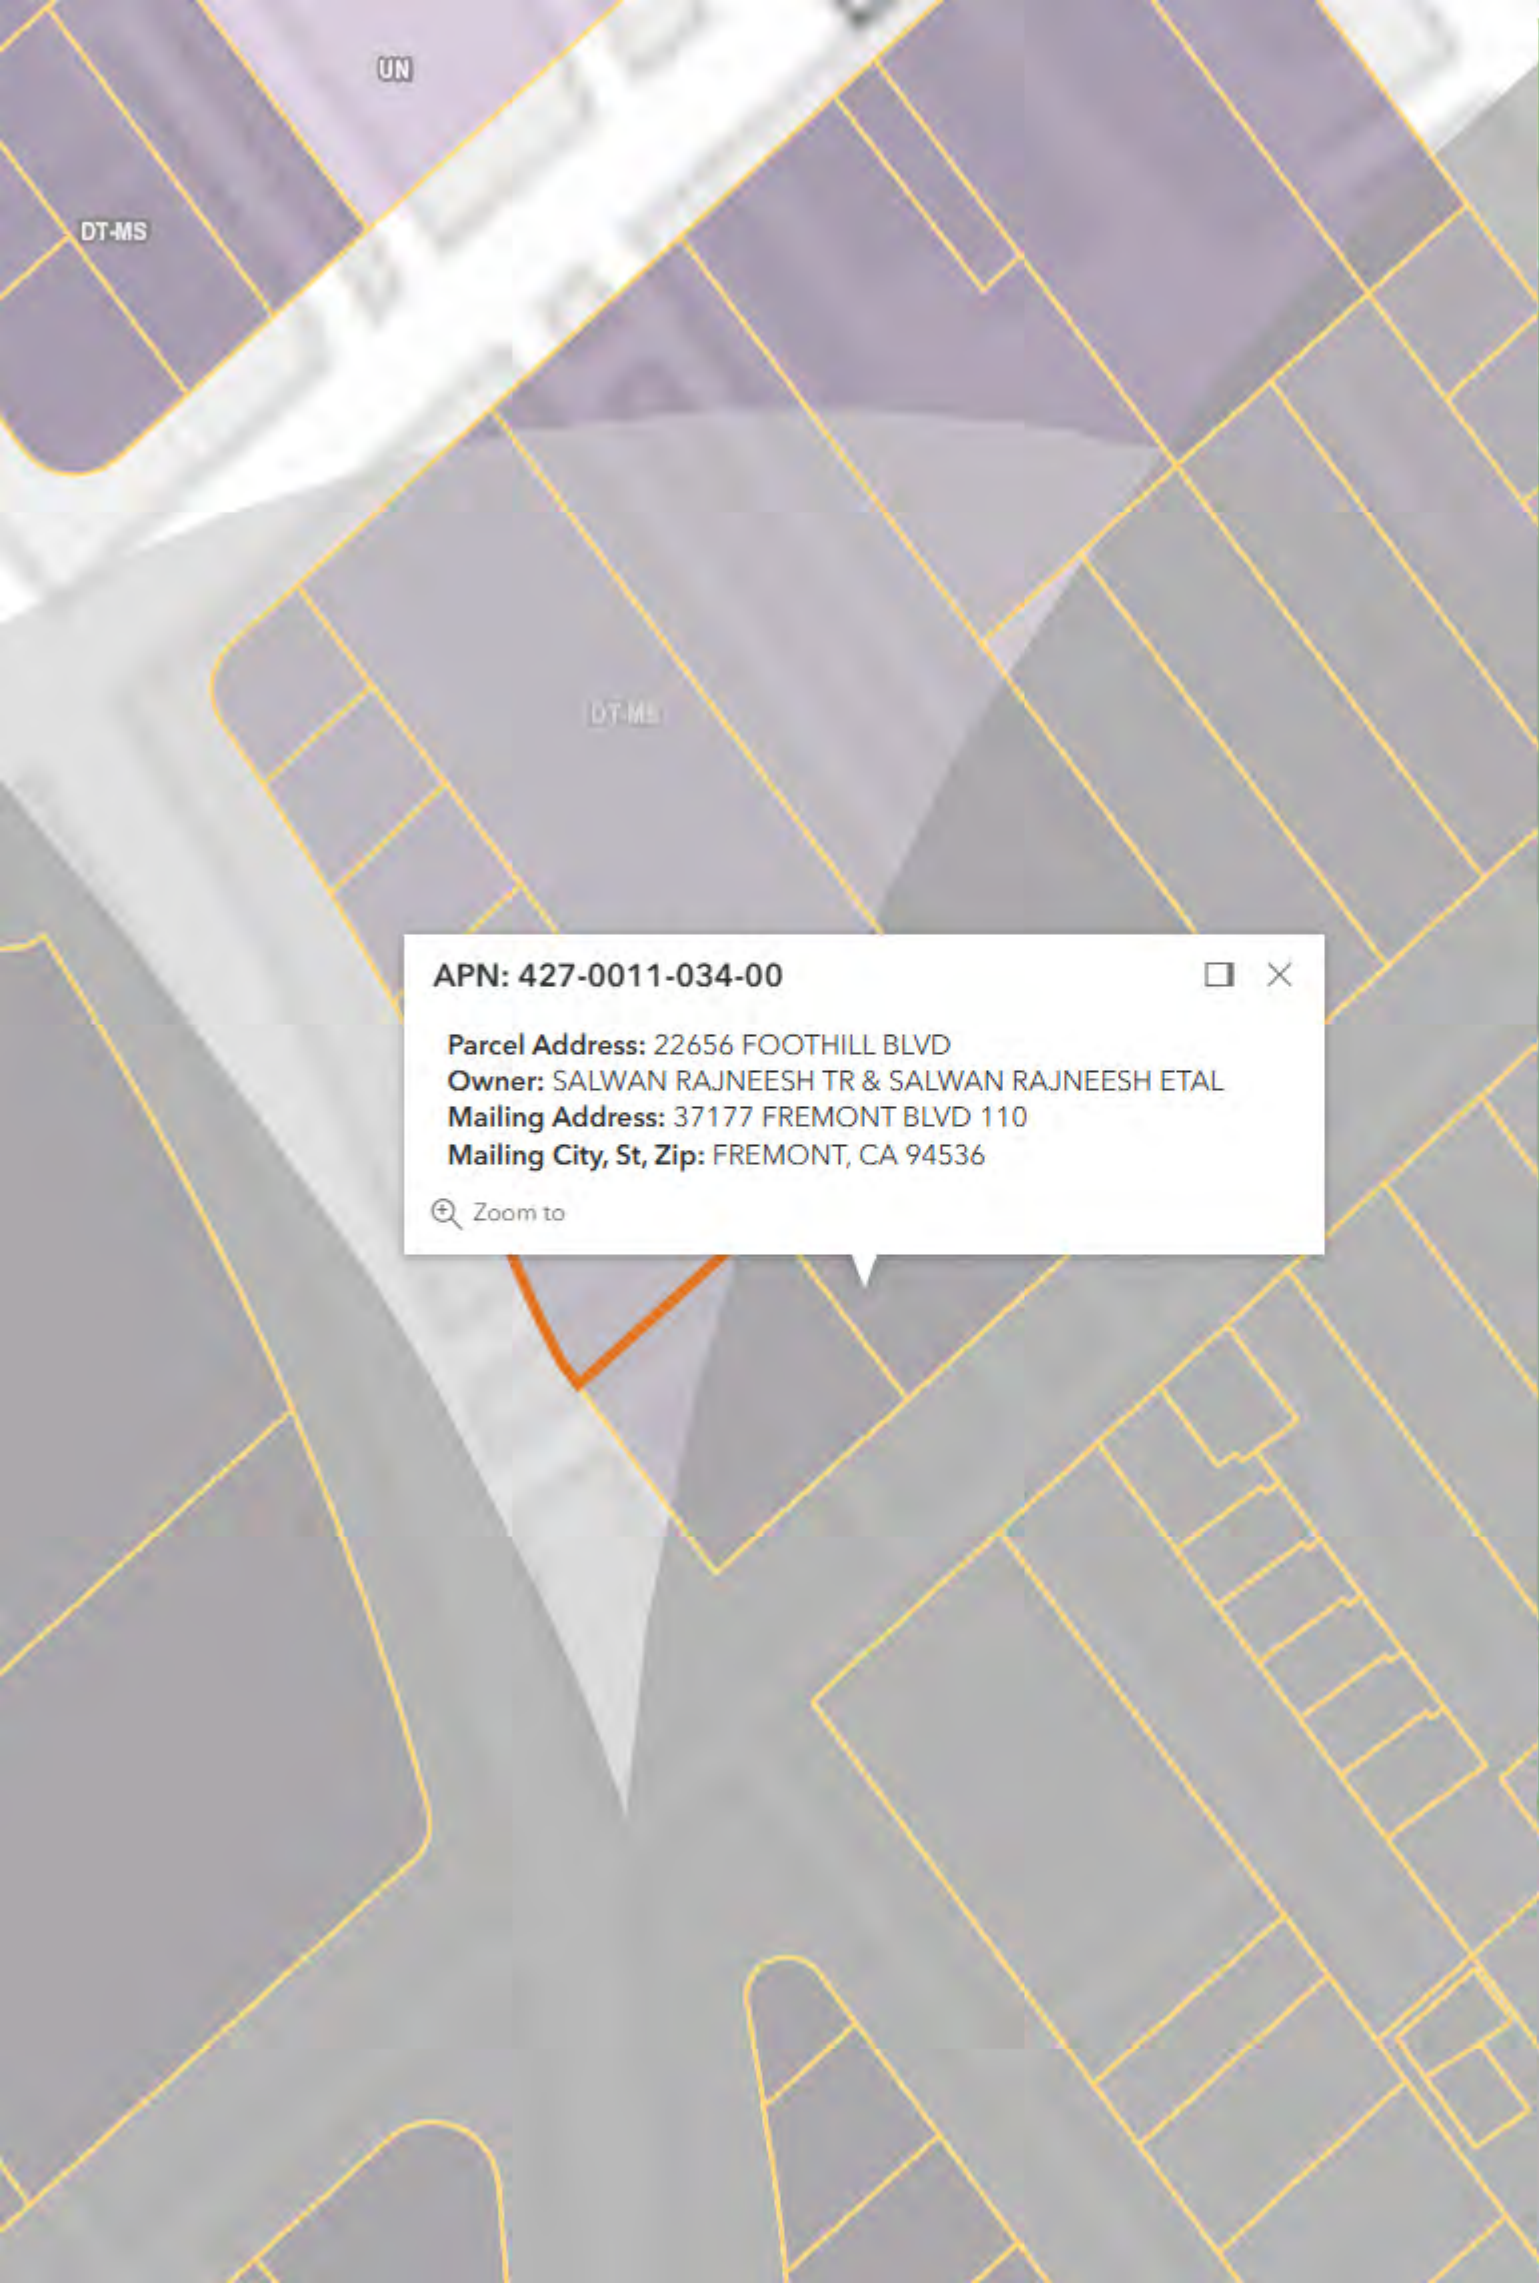 UN
DT-MS
DT-MS
APN: 427-0011-034-00
Parcel Address: 22656 FOOTHILL BLVD
Owner: SALWAN RAJNEESH TR & SALWAN RAJNEESH ETAL
Mailing Address: 37177 FREMONT BLVD 110
Mailing City, St, Zip: FREMONT, CA 94536
Zoom to